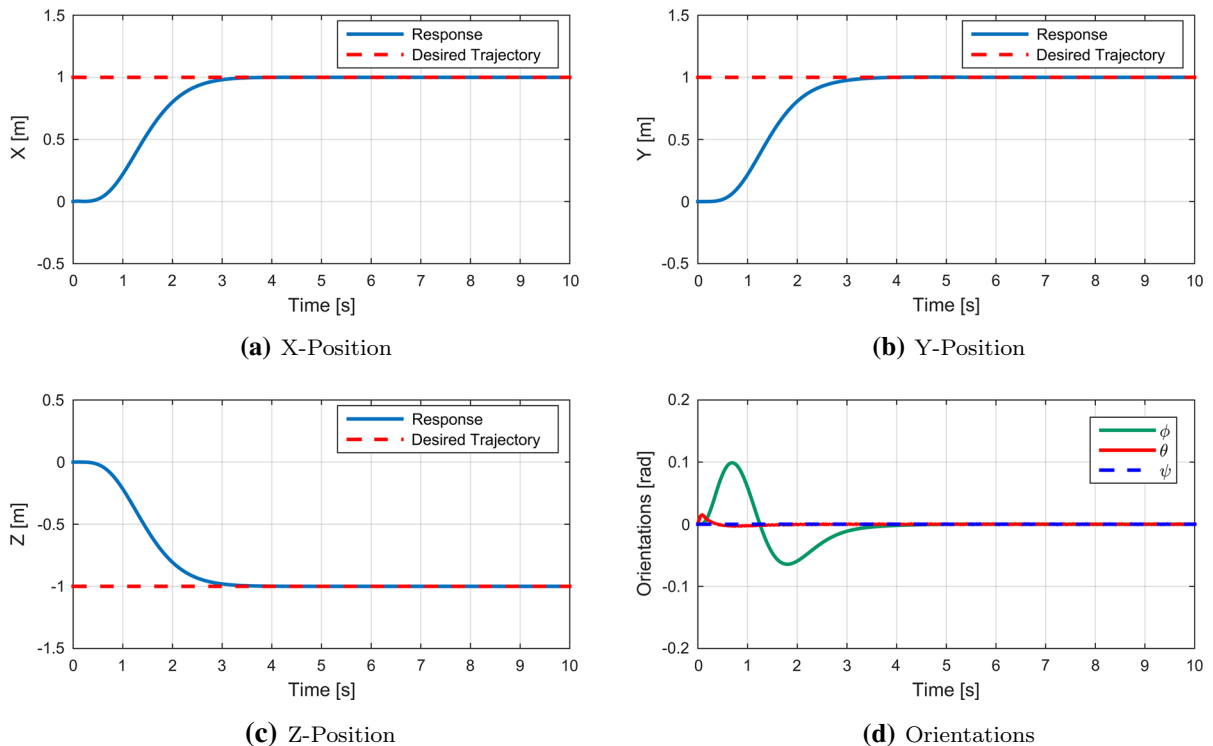 1.5
1
0.5
0
-0.5
X [m]
0 1 2 3 4 5 6 7 8 9 10
Time [s]
Response
Desired Trajectory
(a) X-Position
1.5
1
0.5
0
-0.5
Y [m]
0 1 2 3 4 5 6 7 8 9 10
Time [s]
Response
Desired Trajectory
(b) Y-Position
0.5
0
-0.5
-1
-1.5
Z [m]
0 1 2 3 4 5 6 7 8 9 10
Time [s]
Response
Desired Trajectory
(c) Z-Position
0.2
0.1
0
-0.1
-0.2
Orientations [rad]
0 1 2 3 4 5 6 7 8 9 10
Time [s]
ϕ
θ
ψ
(d) Orientations